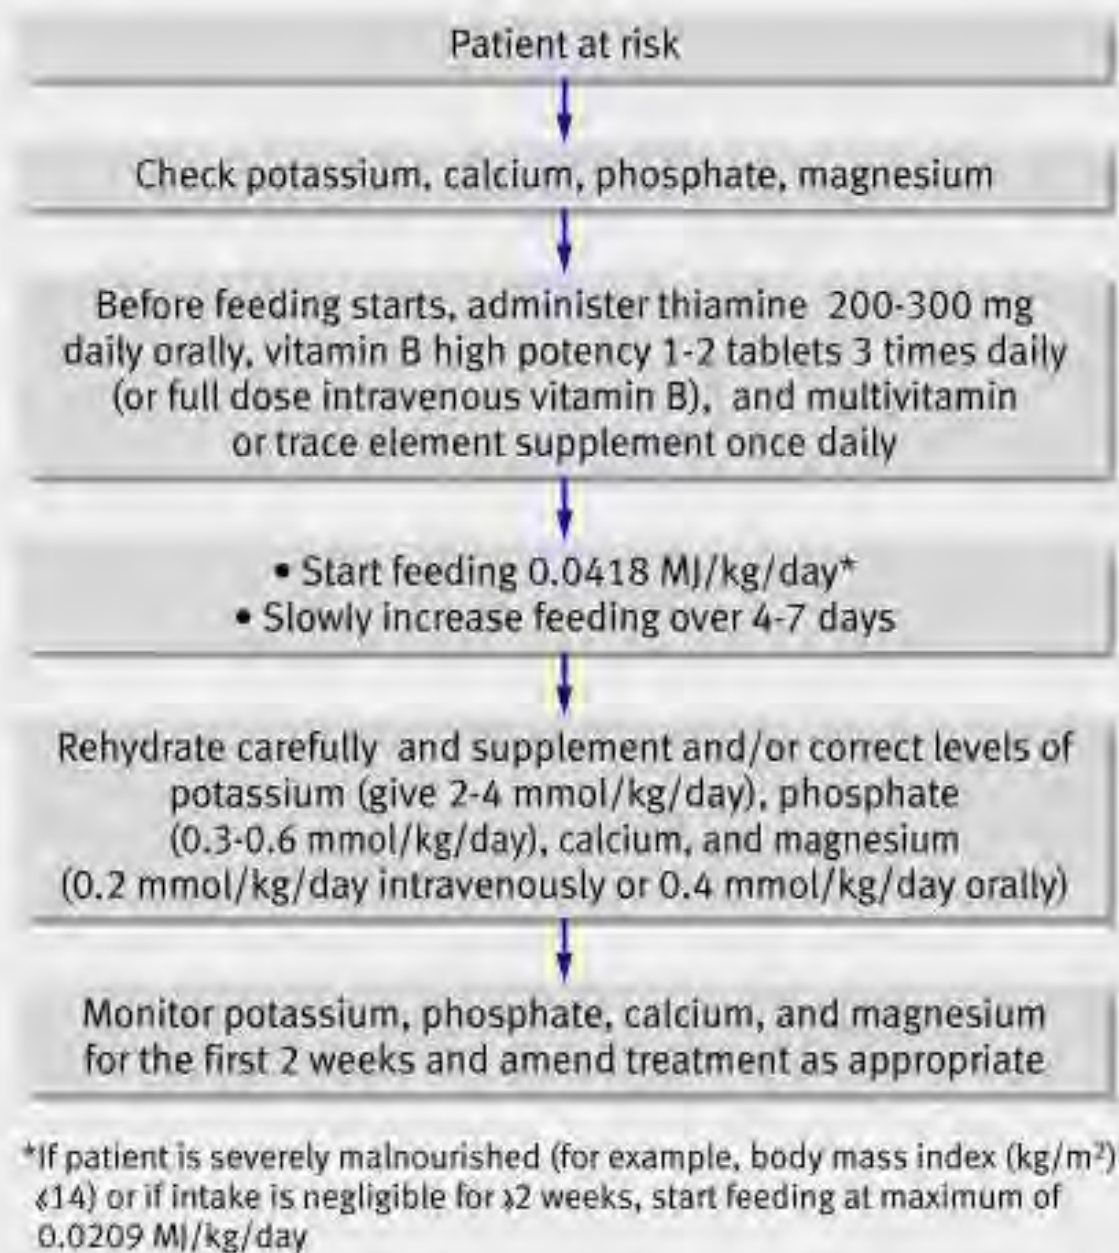 Patient at risk
Check potassium, calcium, phosphate, magnesium
Before feeding starts, administer thiamine 200-300 mg
daily orally, vitamin B high potency 1-2 tablets 3 times daily
(or full dose intravenous vitamin B), and multivitamin
or trace element supplement once daily
• Start feeding 0.0418 MJ/kg/day*
• Slowly increase feeding over 4-7 days
Rehydrate carefully and supplement and/or correct levels of
potassium (give 2-4 mmol/kg/day), phosphate
(0.3-0.6 mmol/kg/day), calcium, and magnesium
(0.2 mmol/kg/day intravenously or 0.4 mmol/kg/day orally)
Monitor potassium, phosphate, calcium, and magnesium
for the first 2 weeks and amend treatment as appropriate
*If patient is severely malnourished (for example, body mass index (kg/m²)
≤14) or if intake is negligible for ≥2 weeks, start feeding at maximum of
0.0209 MJ/kg/day